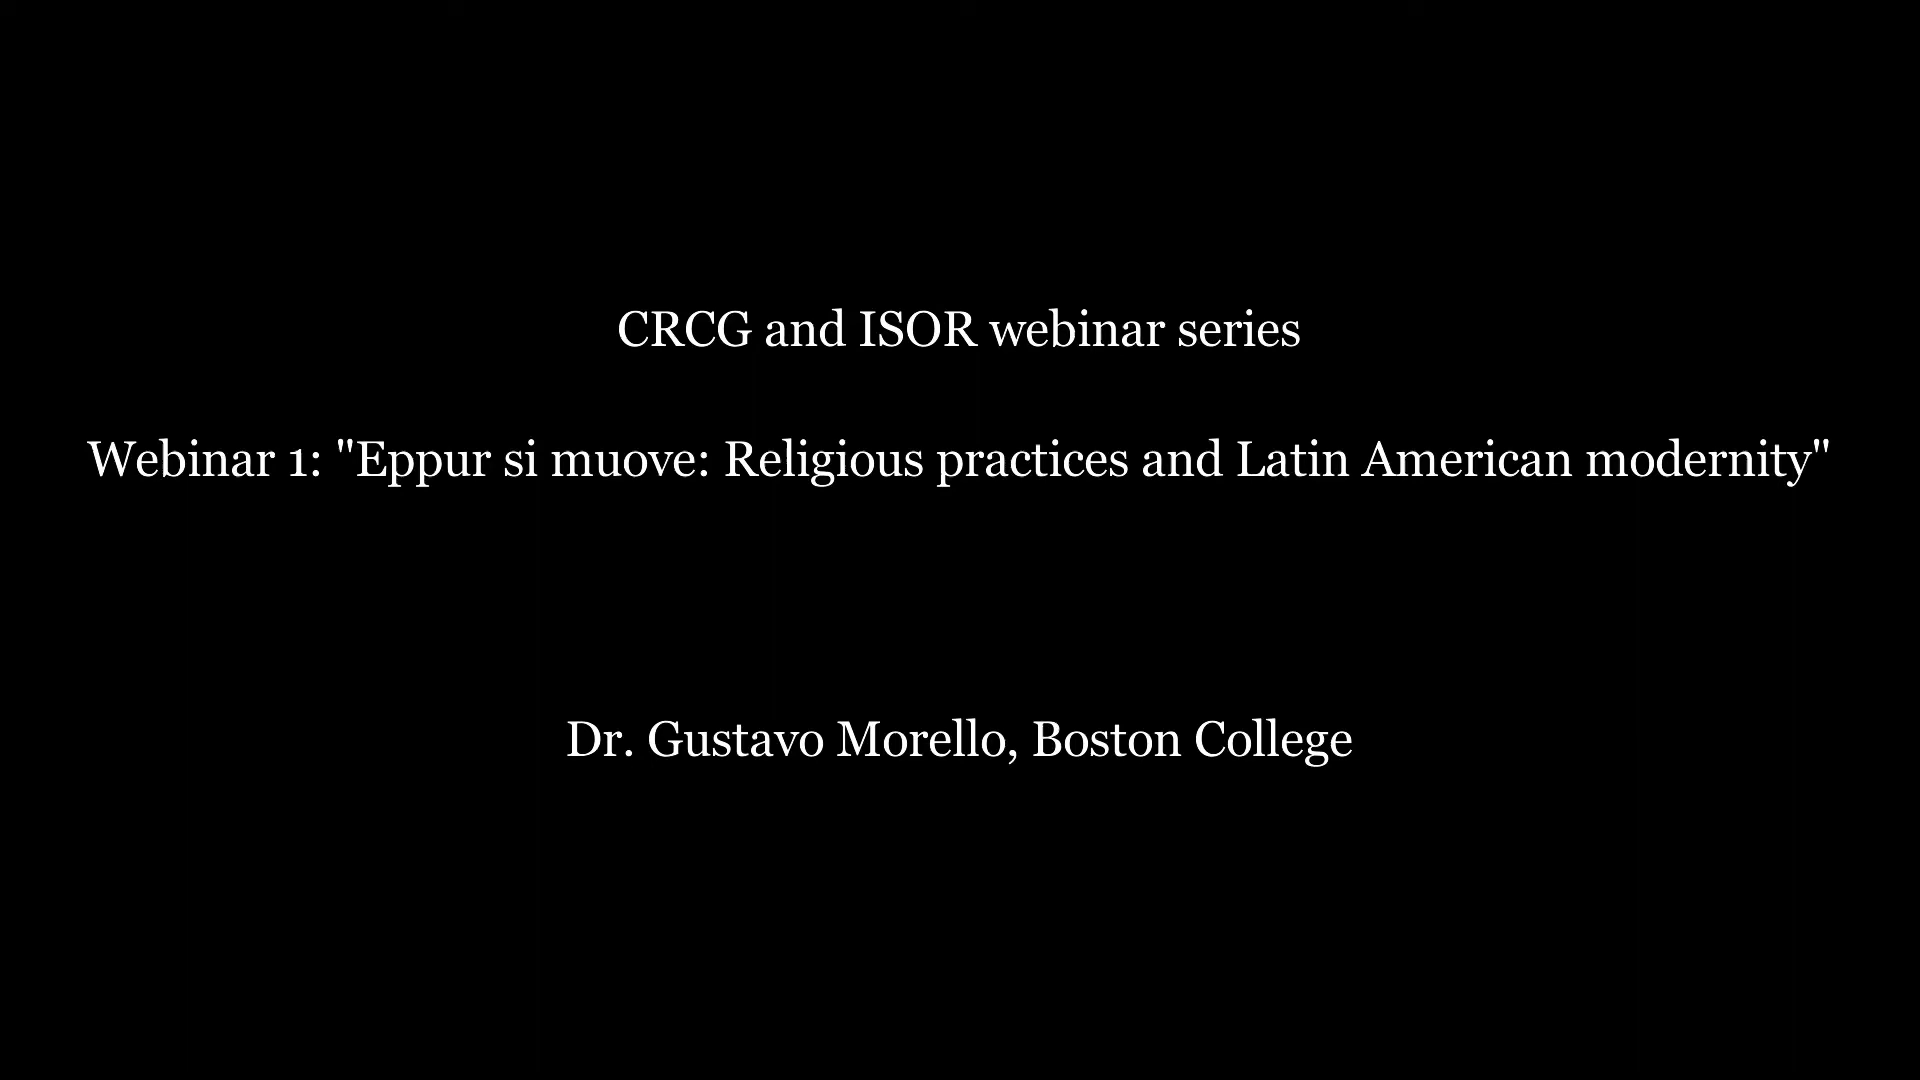 CRCG and ISOR webinar series
Webinar 1: "Eppur si muove: Religious practices and Latin American modernity"
Dr. Gustavo Morello, Boston College